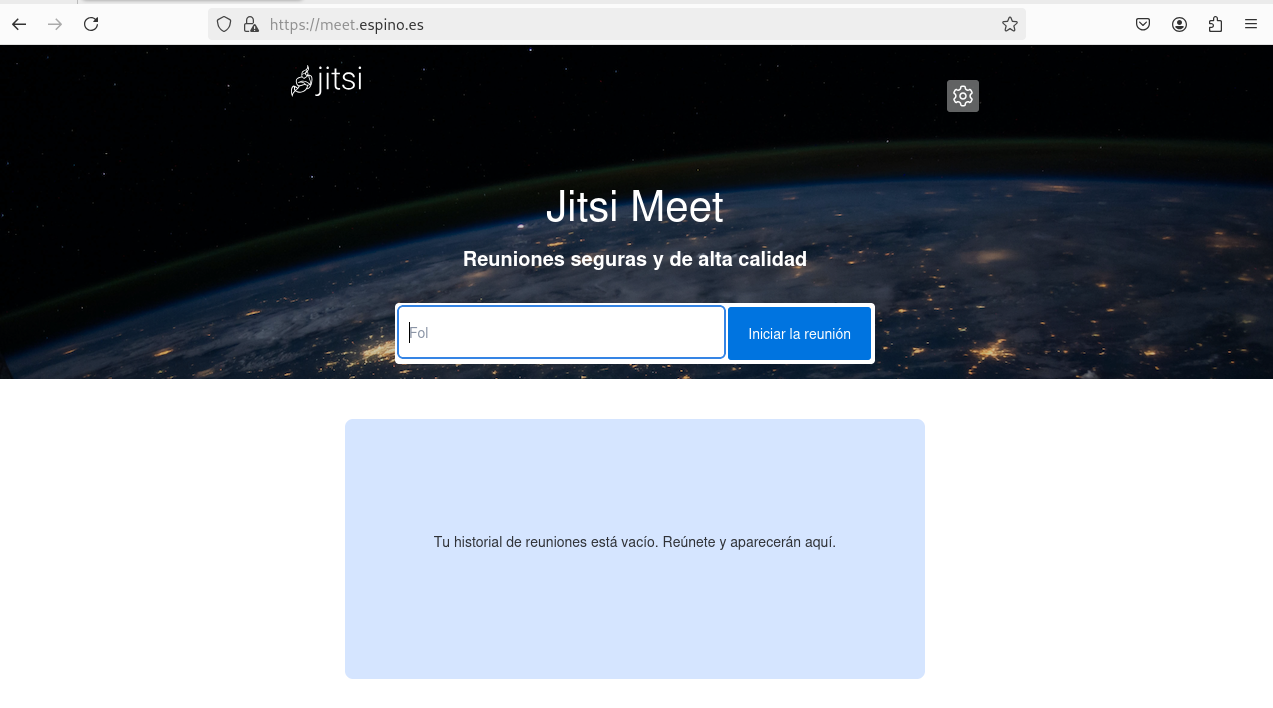 https://meet.espino.es
jitsi
Jitsi Meet
Reuniones seguras y de alta calidad
Fol
Iniciar la reunión
Tu historial de reuniones está vacío. Reúnete y aparecerán aquí.